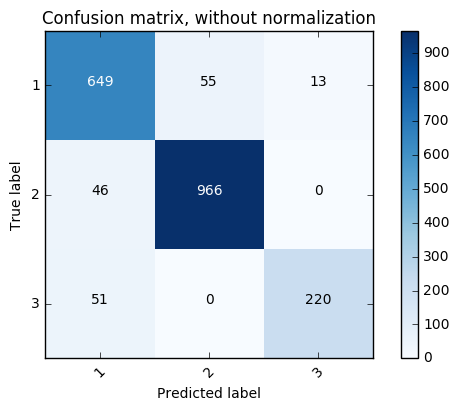 Confusion matrix, without normalization
True label
1
649 55 13
2
46 966 0
3
51 0 220
1 2 3
Predicted label
900
800
700
600
500
400
300
200
100
0